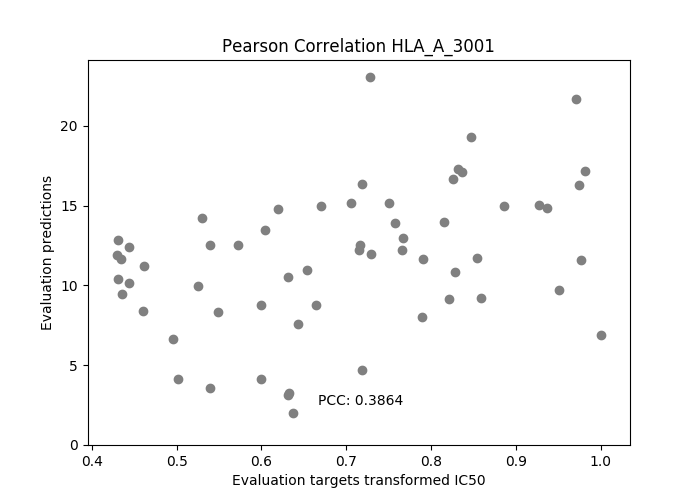 Pearson Correlation HLA_A_3001
Evaluation predictions
20
15
10
5
0
PCC: 0.3864
0.4 0.5 0.6 0.7 0.8 0.9 1.0
Evaluation targets transformed IC50